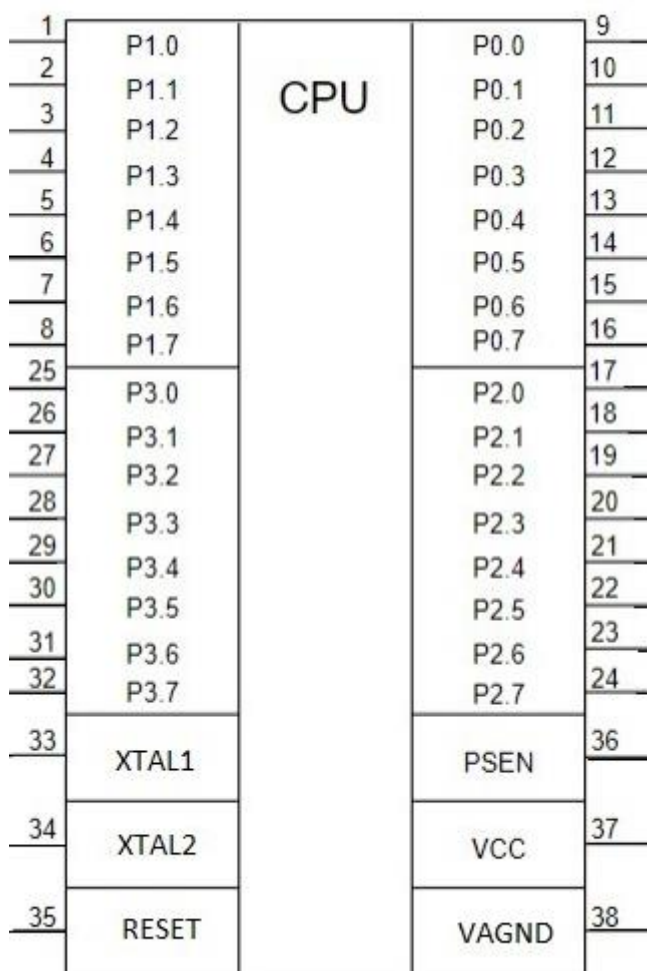 1 P1.0 CPU P0.0 9
2 P1.1 P0.1 10
3 P1.2 P0.2 11
4 P1.3 P0.3 12
5 P1.4 P0.4 13
6 P1.5 P0.5 14
7 P1.6 P0.6 15
8 P1.7 P0.7 16
25 P3.0 P2.0 17
26 P3.1 P2.1 18
27 P3.2 P2.2 19
28 P3.3 P2.3 20
29 P3.4 P2.4 21
30 P3.5 P2.5 22
31 P3.6 P2.6 23
32 P3.7 P2.7 24
33 XTAL1 PSEN 36
34 XTAL2 VCC 37
35 RESET VAGND 38